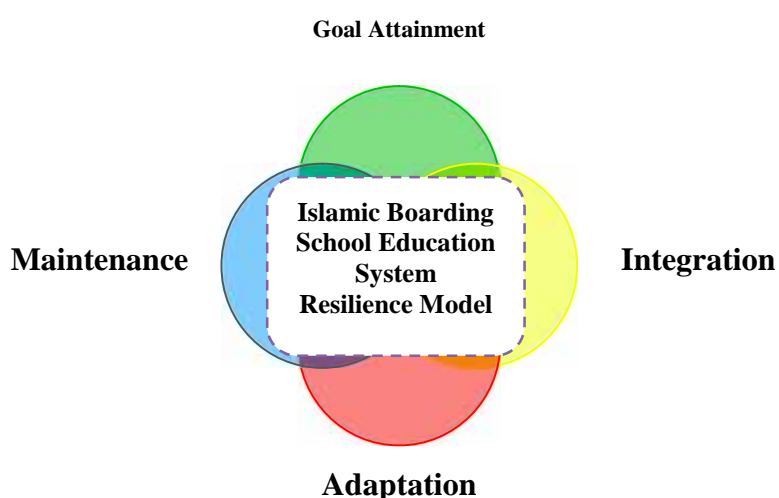 Goal Attainment
Islamic Boarding
School Education
System
Resilience Model
Maintenance
Integration
Adaptation